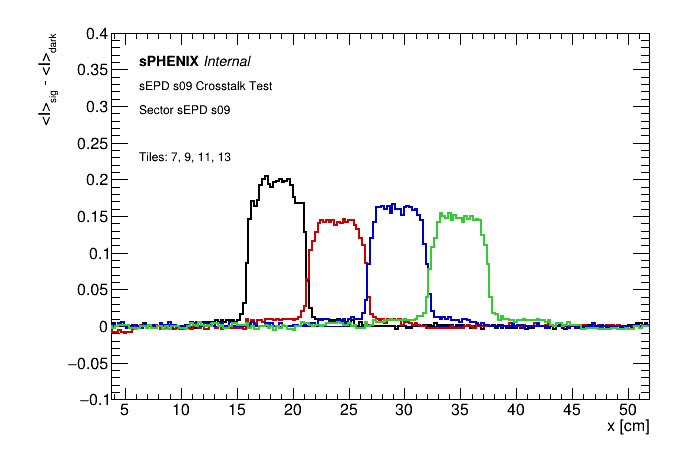 <I>sig - <I>dark
0.4
0.35
0.3
0.25
0.2
0.15
0.1
0.05
0
−0.05
−0.1
sPHENIX Internal
sEPD s09 Crosstalk Test
Sector sEPD s09
Tiles: 7, 9, 11, 13
5 10 15 20 25 30 35 40 45 50
x [cm]